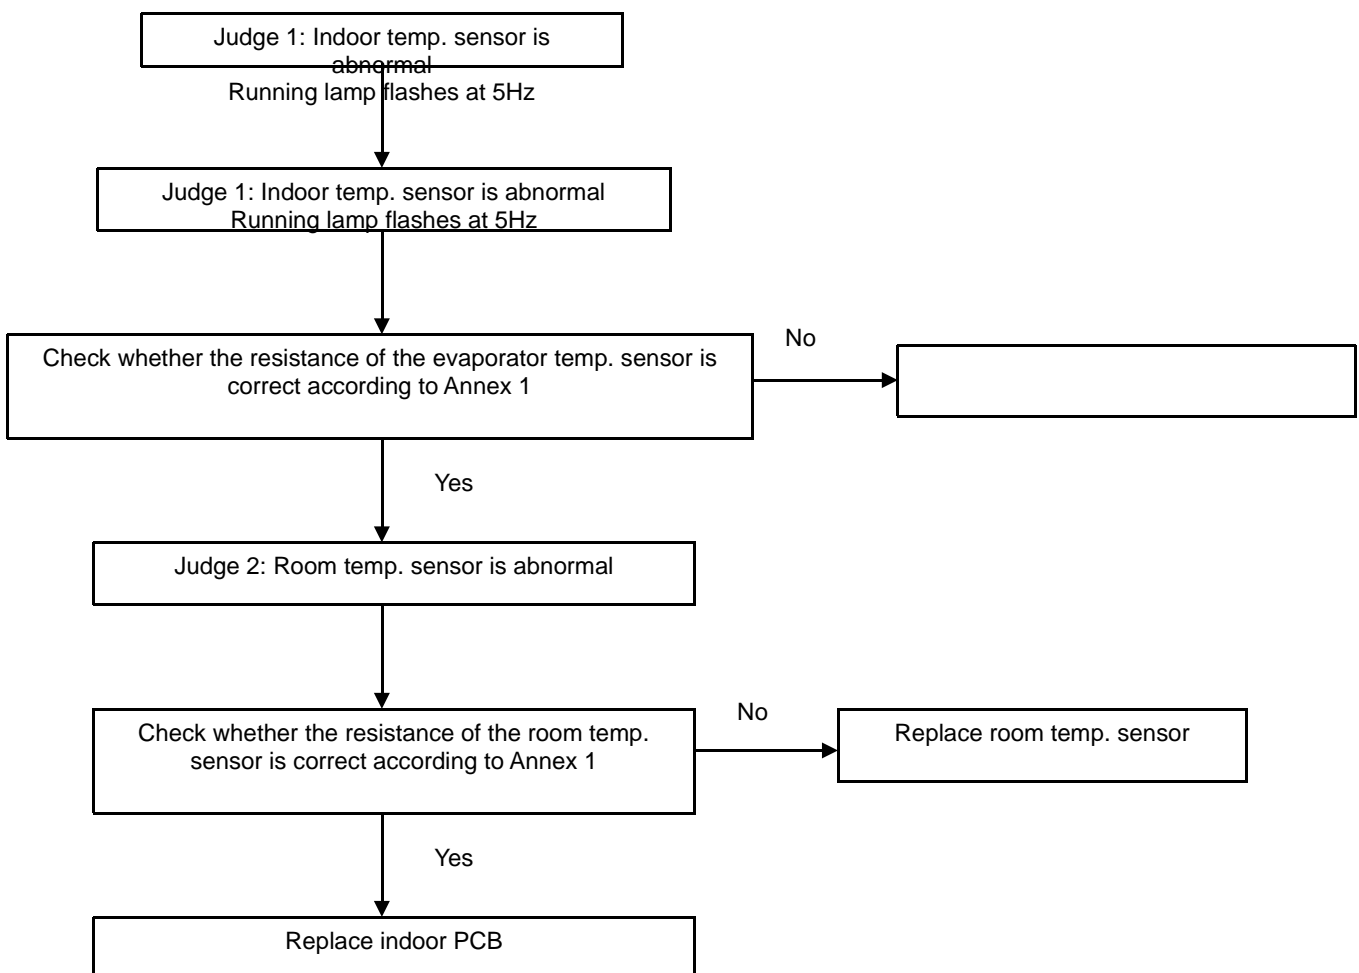 Judge 1: Indoor temp. sensor is
abnormal
Running lamp flashes at 5Hz
Judge 1: Indoor temp. sensor is abnormal
Running lamp flashes at 5Hz
Check whether the resistance of the evaporator temp. sensor is
correct according to Annex 1
No
Yes
Judge 2: Room temp. sensor is abnormal
Check whether the resistance of the room temp.
sensor is correct according to Annex 1
No
Replace room temp. sensor
Yes
Replace indoor PCB